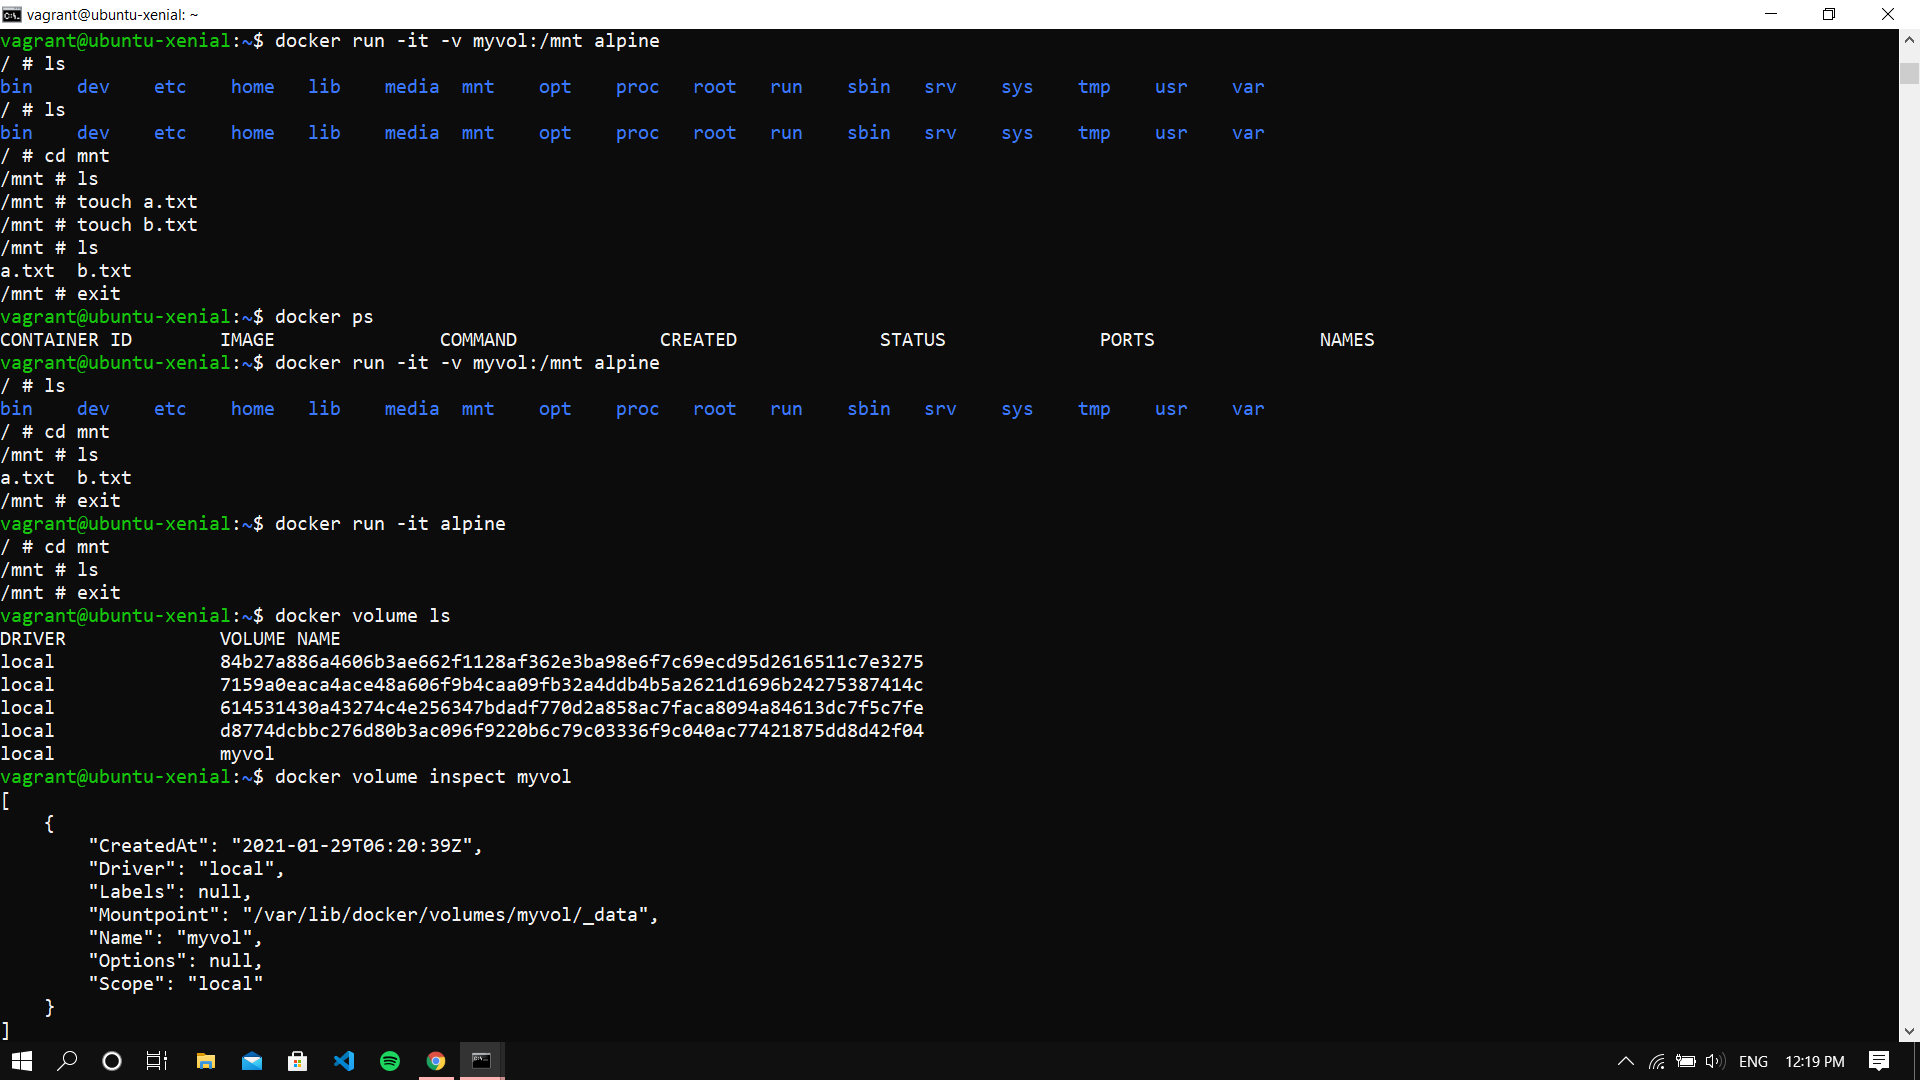 vagrant@ubuntu-xenial: ~
vagrant@ubuntu-xenial:~$ docker run -it -v myvol:/mnt alpine
/ # ls
bin    dev    etc    home   lib    media  mnt    opt    proc   root   run    sbin   srv    sys    tmp    usr    var
/ # ls
bin    dev    etc    home   lib    media  mnt    opt    proc   root   run    sbin   srv    sys    tmp    usr    var
/ # cd mnt
/mnt # ls
/mnt # touch a.txt
/mnt # touch b.txt
/mnt # ls
a.txt  b.txt
/mnt # exit
vagrant@ubuntu-xenial:~$ docker ps
CONTAINER ID        IMAGE               COMMAND             CREATED             STATUS              PORTS               NAMES
vagrant@ubuntu-xenial:~$ docker run -it -v myvol:/mnt alpine
/ # ls
bin    dev    etc    home   lib    media  mnt    opt    proc   root   run    sbin   srv    sys    tmp    usr    var
/ # cd mnt
/mnt # ls
a.txt  b.txt
/mnt # exit
vagrant@ubuntu-xenial:~$ docker run -it alpine
/ # cd mnt
/mnt # ls
/mnt # exit
vagrant@ubuntu-xenial:~$ docker volume ls
DRIVER              VOLUME NAME
local               84b27a886a4606b3ae662f1128af362e3ba98e6f7c69ecd95d2616511c7e3275
local               7159a0eaca4ace48a606f9b4caa09fb32a4ddb4b5a2621d1696b24275387414c
local               614531430a43274c4e256347bdadf770d2a858ac7faca8094a84613dc7f5c7fe
local               d8774dcbbc276d80b3ac096f9220b6c79c03336f9c040ac77421875dd8d42f04
local               myvol
vagrant@ubuntu-xenial:~$ docker volume inspect myvol
[
    {
        "CreatedAt": "2021-01-29T06:20:39Z",
        "Driver": "local",
        "Labels": null,
        "Mountpoint": "/var/lib/docker/volumes/myvol/_data",
        "Name": "myvol",
        "Options": null,
        "Scope": "local"
    }
]
ENG 12:19 PM